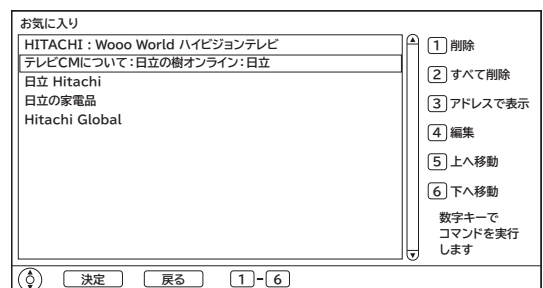 お気に入り
HITACHI : Wooo World ハイビジョンテレビ
テレビCMについて：日立の樹オンライン：日立
日立 Hitachi
日立の家電品
Hitachi Global
1 削除
2 すべて削除
3 アドレスで表示
4 編集
5 上へ移動
6 下へ移動
数字キーで
コマンドを実行
します
決定 戻る 1-6